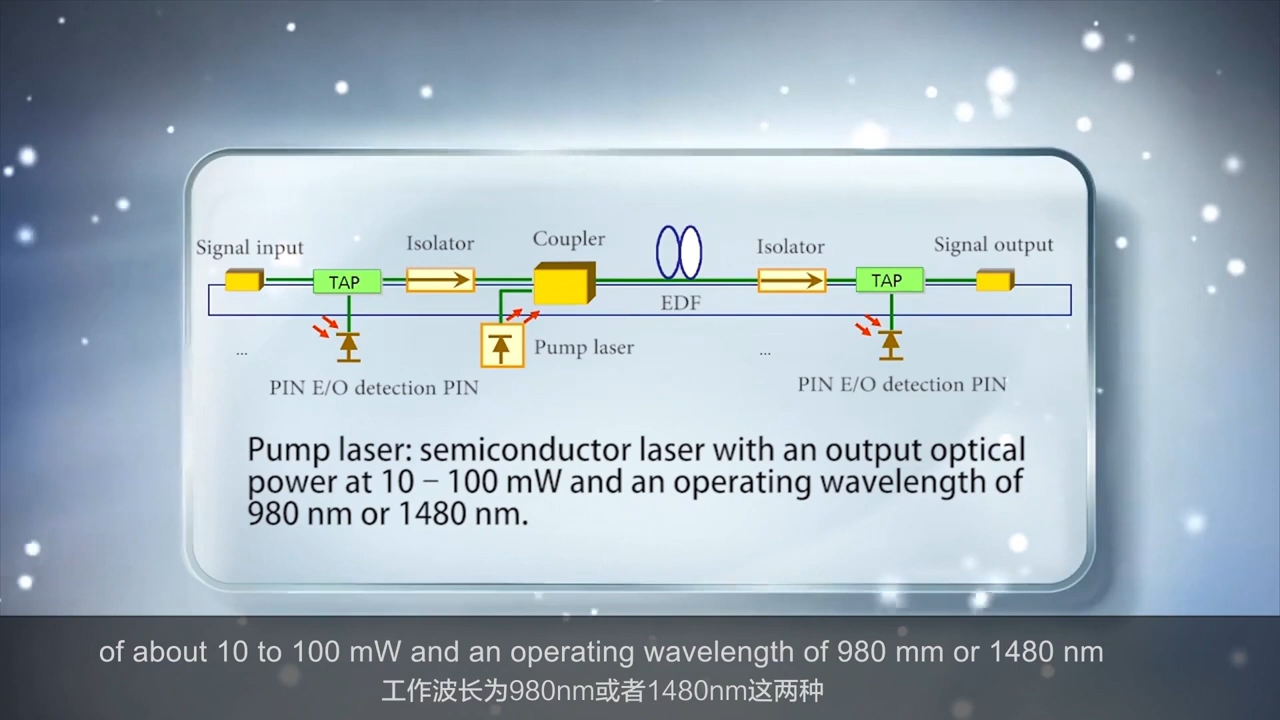 Signal input
Isolator
Coupler
Isolator
Signal output
TAP
TAP
EDF
...
Pump laser
...
PIN E/O detection PIN
PIN E/O detection PIN
Pump laser: semiconductor laser with an output optical
power at 10 – 100 mW and an operating wavelength of
980 nm or 1480 nm.
of about 10 to 100 mW and an operating wavelength of 980 mm or 1480 nm
工作波长为980nm或者1480nm这两种